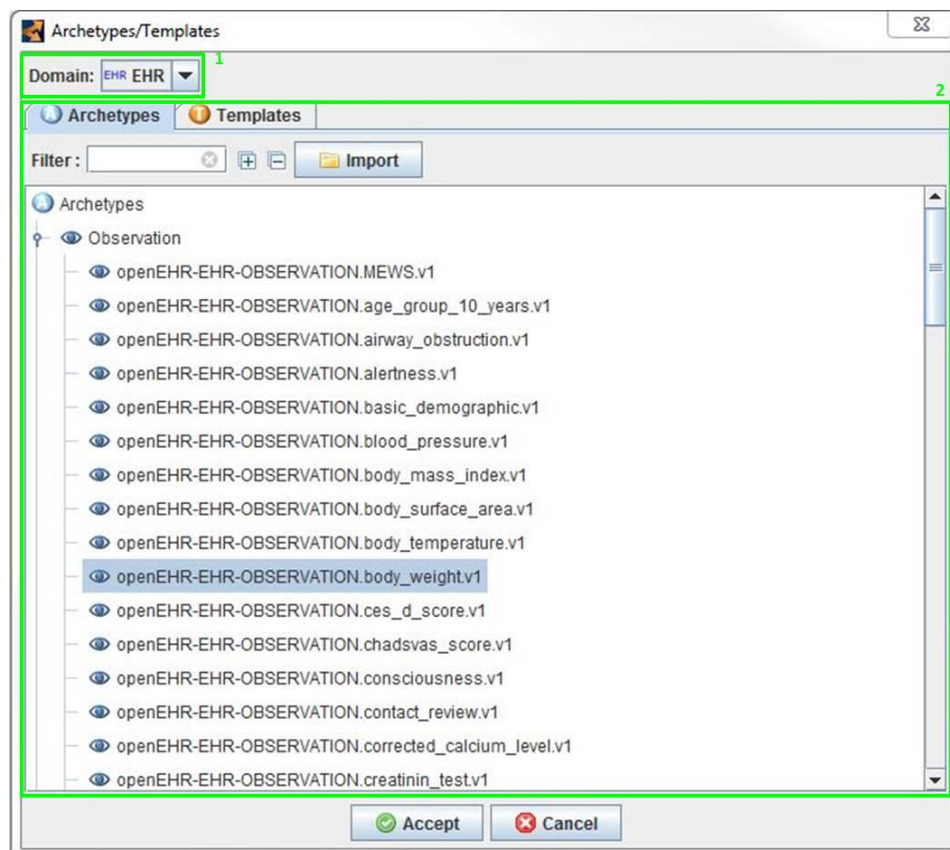 Archetypes/Templates
Domain: EHR EHR 1
2
Archetypes Templates
Filter : Import
Archetypes
Observation
openEHR-EHR-OBSERVATION.MEWS.v1
openEHR-EHR-OBSERVATION.age_group_10_years.v1
openEHR-EHR-OBSERVATION.airway_obstruction.v1
openEHR-EHR-OBSERVATION.alertness.v1
openEHR-EHR-OBSERVATION.basic_demographic.v1
openEHR-EHR-OBSERVATION.blood_pressure.v1
openEHR-EHR-OBSERVATION.body_mass_index.v1
openEHR-EHR-OBSERVATION.body_surface_area.v1
openEHR-EHR-OBSERVATION.body_temperature.v1
openEHR-EHR-OBSERVATION.body_weight.v1
openEHR-EHR-OBSERVATION.ces_d_score.v1
openEHR-EHR-OBSERVATION.chadsvas_score.v1
openEHR-EHR-OBSERVATION.consciousness.v1
openEHR-EHR-OBSERVATION.contact_review.v1
openEHR-EHR-OBSERVATION.corrected_calcium_level.v1
openEHR-EHR-OBSERVATION.creatinin_test.v1
Accept Cancel